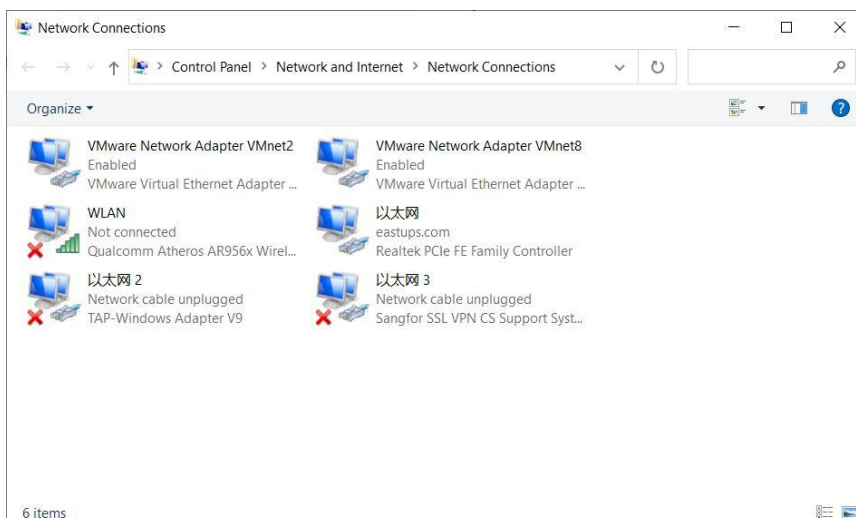 Network Connections
Control Panel > Network and Internet > Network Connections
Organize
VMware Network Adapter VMnet2
Enabled
VMware Virtual Ethernet Adapter ...
VMware Network Adapter VMnet8
Enabled
VMware Virtual Ethernet Adapter ...
WLAN
Not connected
Qualcomm Atheros AR956x Wirel...
以太网
eastups.com
Realtek PCIe FE Family Controller
以太网 2
Network cable unplugged
TAP-Windows Adapter V9
以太网 3
Network cable unplugged
Sangfor SSL VPN CS Support Syst...
6 items